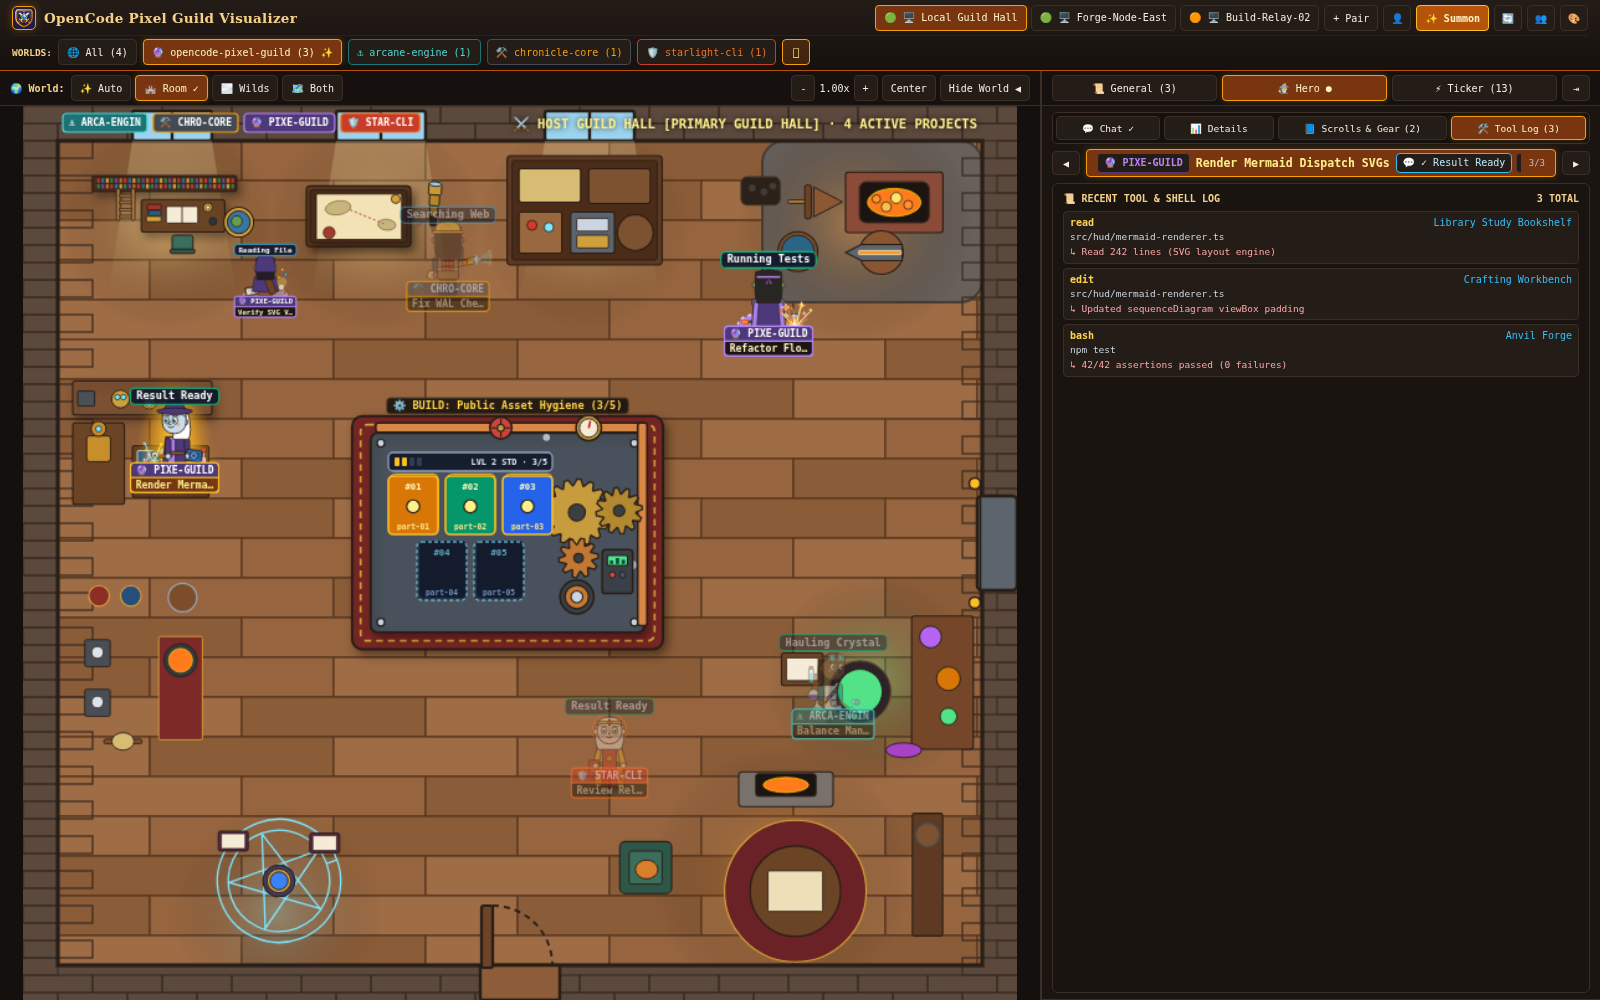 OpenCode Pixel Guild Visualizer
Local Guild Hall
Forge-Node-East
Build-Relay-02
+ Pair
Summon
WORLDS:
All (4)
opencode-pixel-guild (3)
arcane-engine (1)
chronicle-core (1)
starlight-cli (1)
World:
Auto
Room ✓
Wilds
Both
-
1.00x
+
Center
Hide World ◀
General (3)
Hero ●
Ticker (13)
Chat ✓
Details
Scrolls & Gear (2)
Tool Log (3)
◀
PIXE-GUILD
Render Mermaid Dispatch SVGs
✓ Result Ready
3/3
▶
RECENT TOOL & SHELL LOG
3 TOTAL
read
Library Study Bookshelf
src/hud/mermaid-renderer.ts
↳ Read 242 lines (SVG layout engine)
edit
Crafting Workbench
src/hud/mermaid-renderer.ts
↳ Updated sequenceDiagram viewBox padding
bash
Anvil Forge
npm test
↳ 42/42 assertions passed (0 failures)
ARCA-ENGIN
CHRO-CORE
PIXE-GUILD
STAR-CLI
HOST GUILD HALL [PRIMARY GUILD HALL] · 4 ACTIVE PROJECTS
Searching Web
CHRO-CORE
Fix WAL Che…
Reading File
PIXE-GUILD
Verify SVG V…
Running Tests
PIXE-GUILD
Refactor Flo…
Result Ready
PIXE-GUILD
Render Merma…
BUILD: Public Asset Hygiene (3/5)
LVL 2 STD · 3/5
#01
#02
#03
part-01
part-02
part-03
#04
#05
part-04
part-05
Hauling Crystal
ARCA-ENGIN
Balance Man…
Result Ready
STAR-CLI
Review Rel…